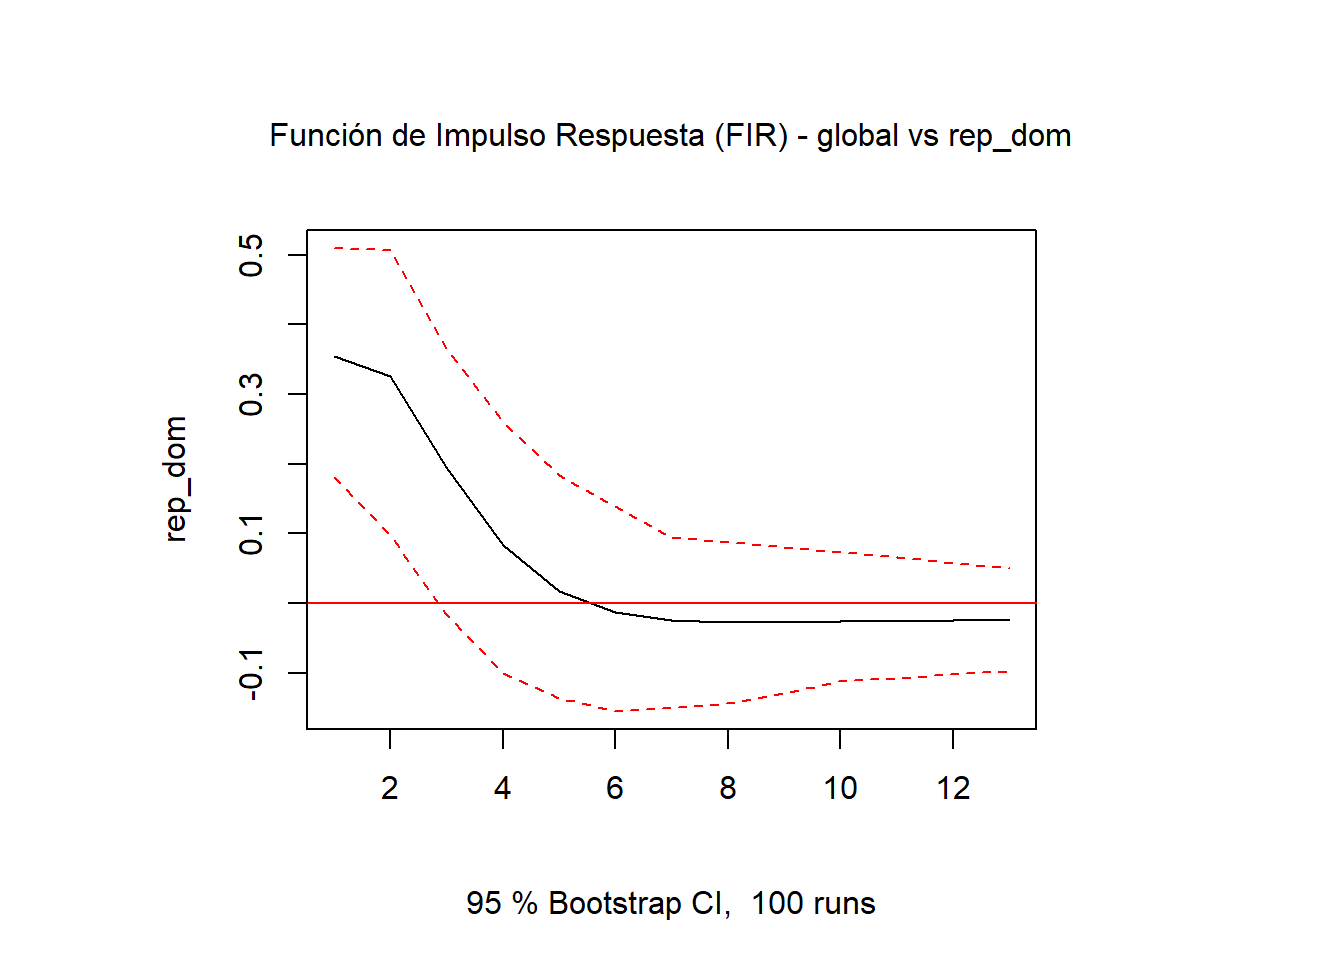 Función de Impulso Respuesta (FIR) - global vs rep_dom
rep_dom
0.5
0.3
0.1
-0.1
2 4 6 8 10 12
95 % Bootstrap CI,  100 runs